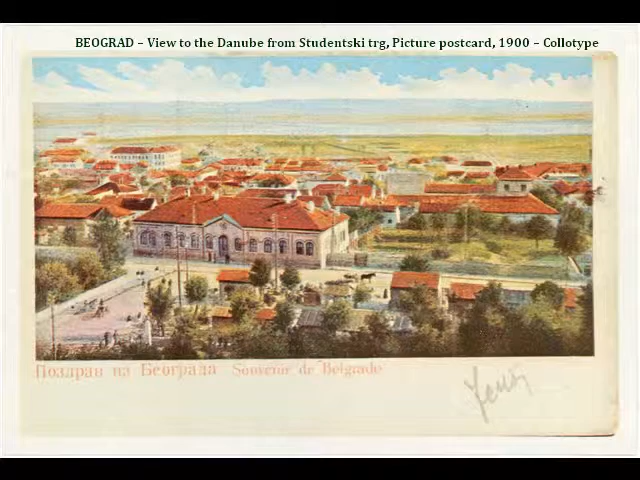 BEOGRAD – View to the Danube from Studentski trg, Picture postcard, 1900 – Collotype
Поздрав из Београда Souvenir de Belgrade